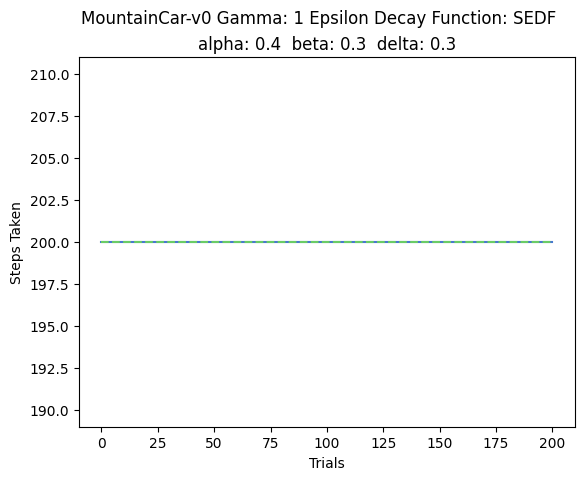 MountainCar-v0 Gamma: 1 Epsilon Decay Function: SEDF
alpha: 0.4  beta: 0.3  delta: 0.3
210.0
207.5
205.0
202.5
200.0
197.5
195.0
192.5
190.0
Steps Taken
0 25 50 75 100 125 150 175 200
Trials